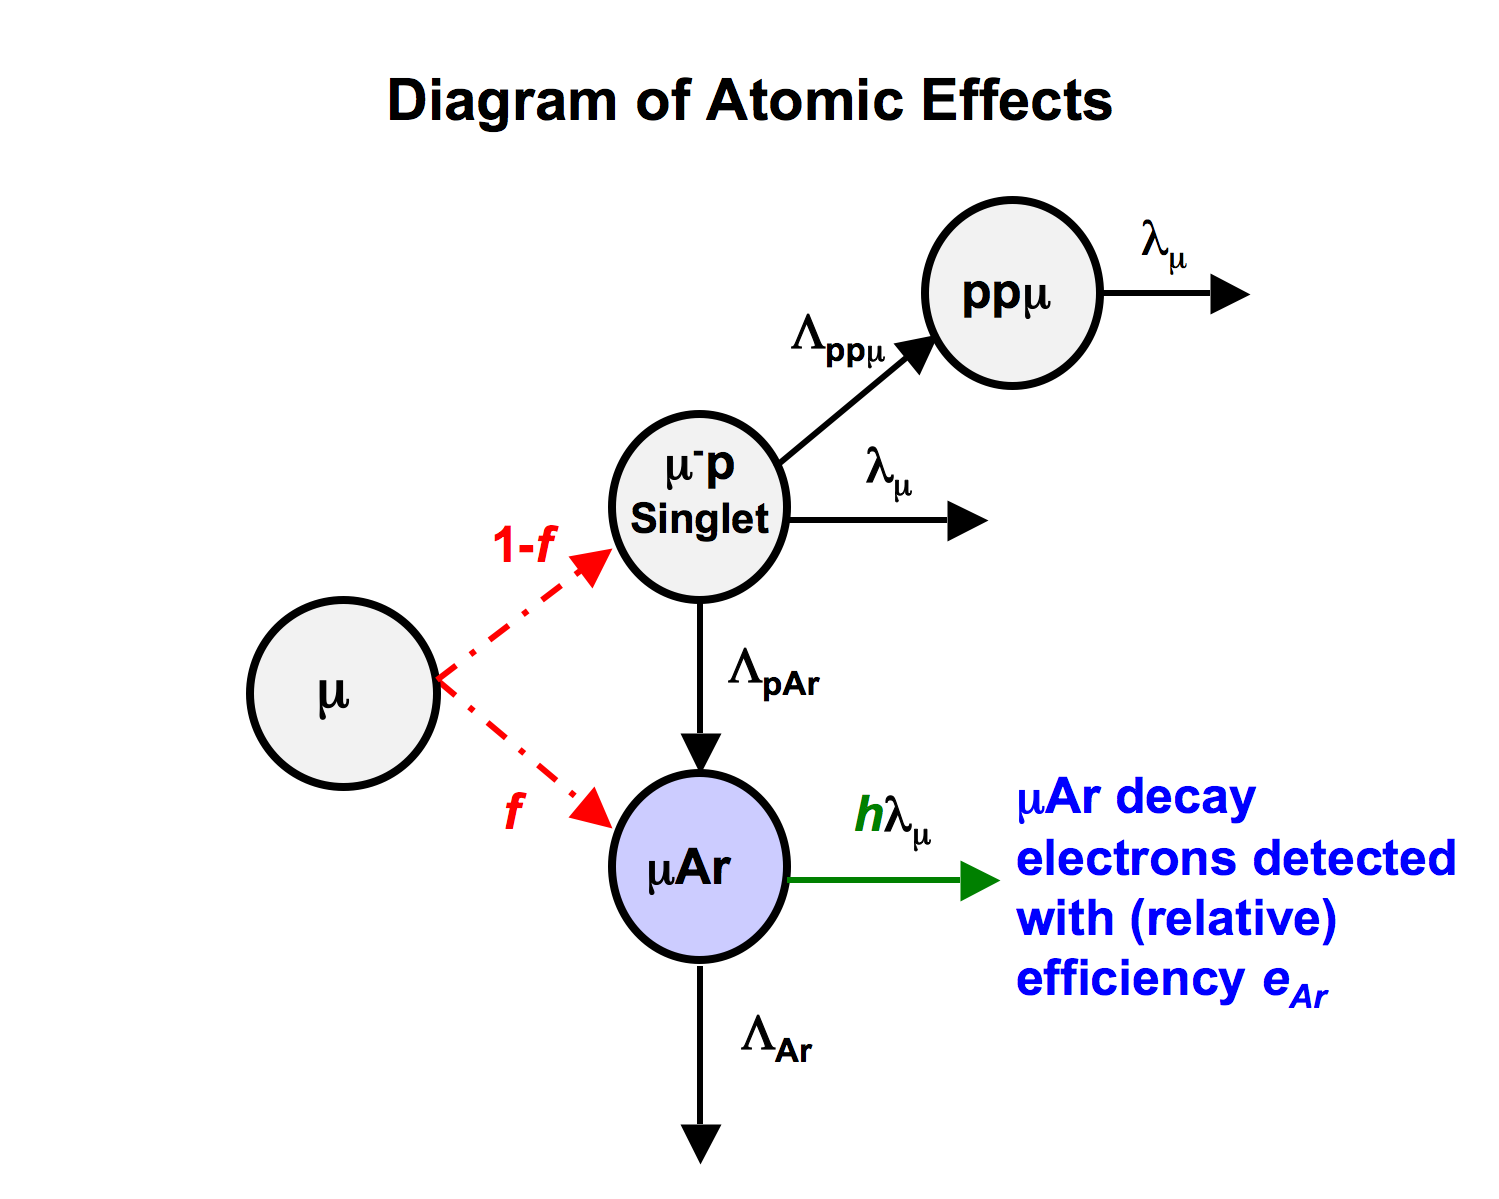 Diagram of Atomic Effects
ppμ
λμ
Λppμ
μ-p
Singlet
λμ
1-f
μ
ΛpAr
f
μAr
hλμ
μAr decay
electrons detected
with (relative)
efficiency eAr
ΛAr